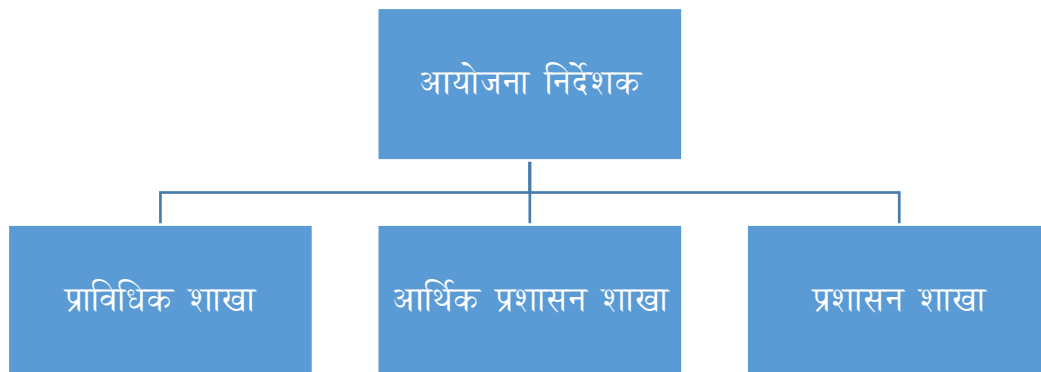 आयोजना निर्देशक
प्राविधिक शाखा
आर्थिक प्रशासन शाखा
प्रशासन शाखा